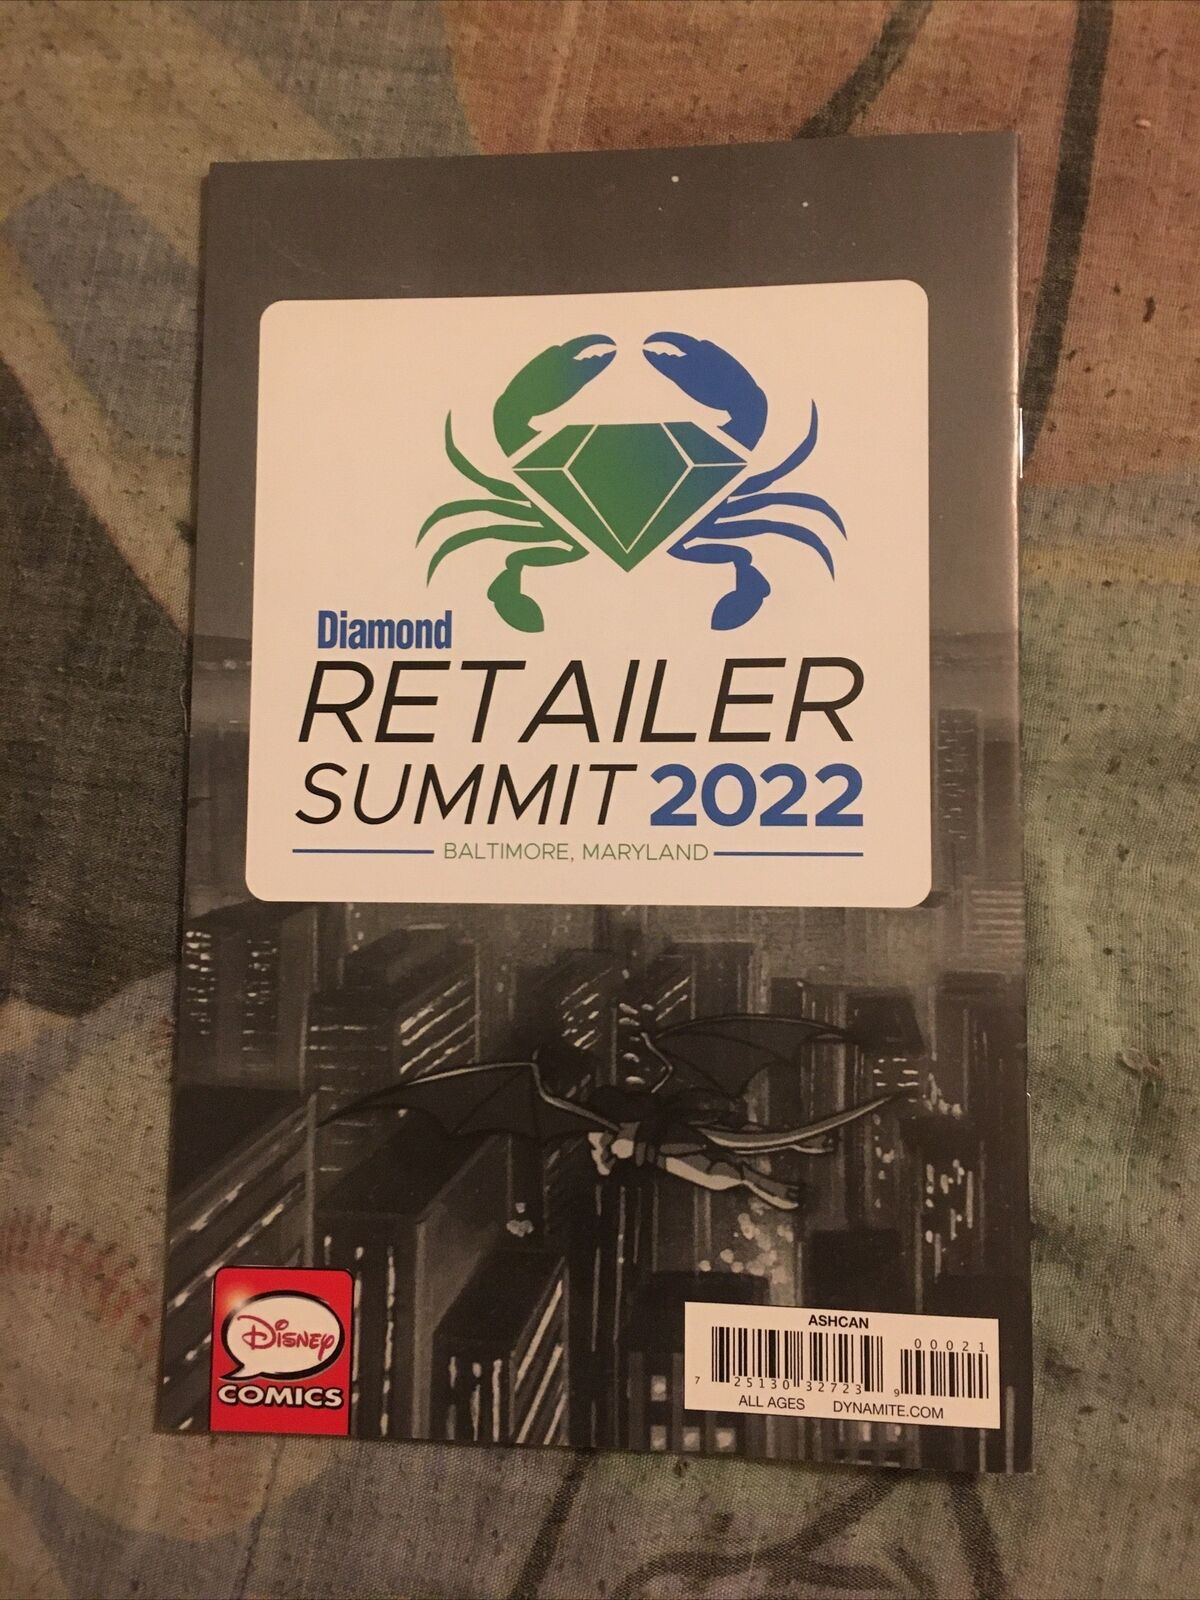 Diamond
RETAILER
SUMMIT 2022
BALTIMORE, MARYLAND
Disney
COMICS
ASHCAN
00021
7 25130 32723 9
ALL AGES DYNAMITE.COM